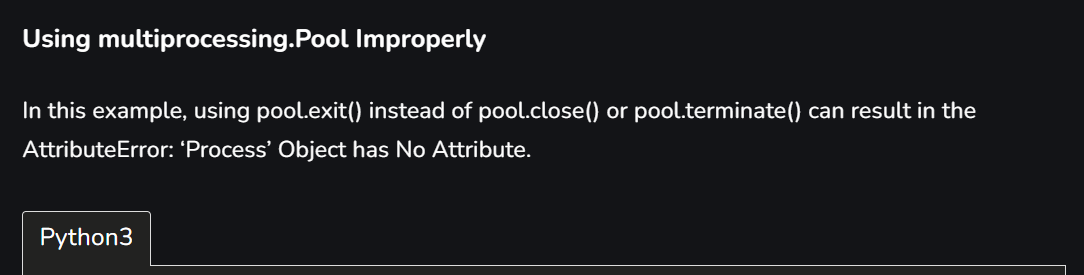 Using multiprocessing.Pool Improperly
In this example, using pool.exit() instead of pool.close() or pool.terminate() can result in the
AttributeError: ‘Process’ Object has No Attribute.
Python3